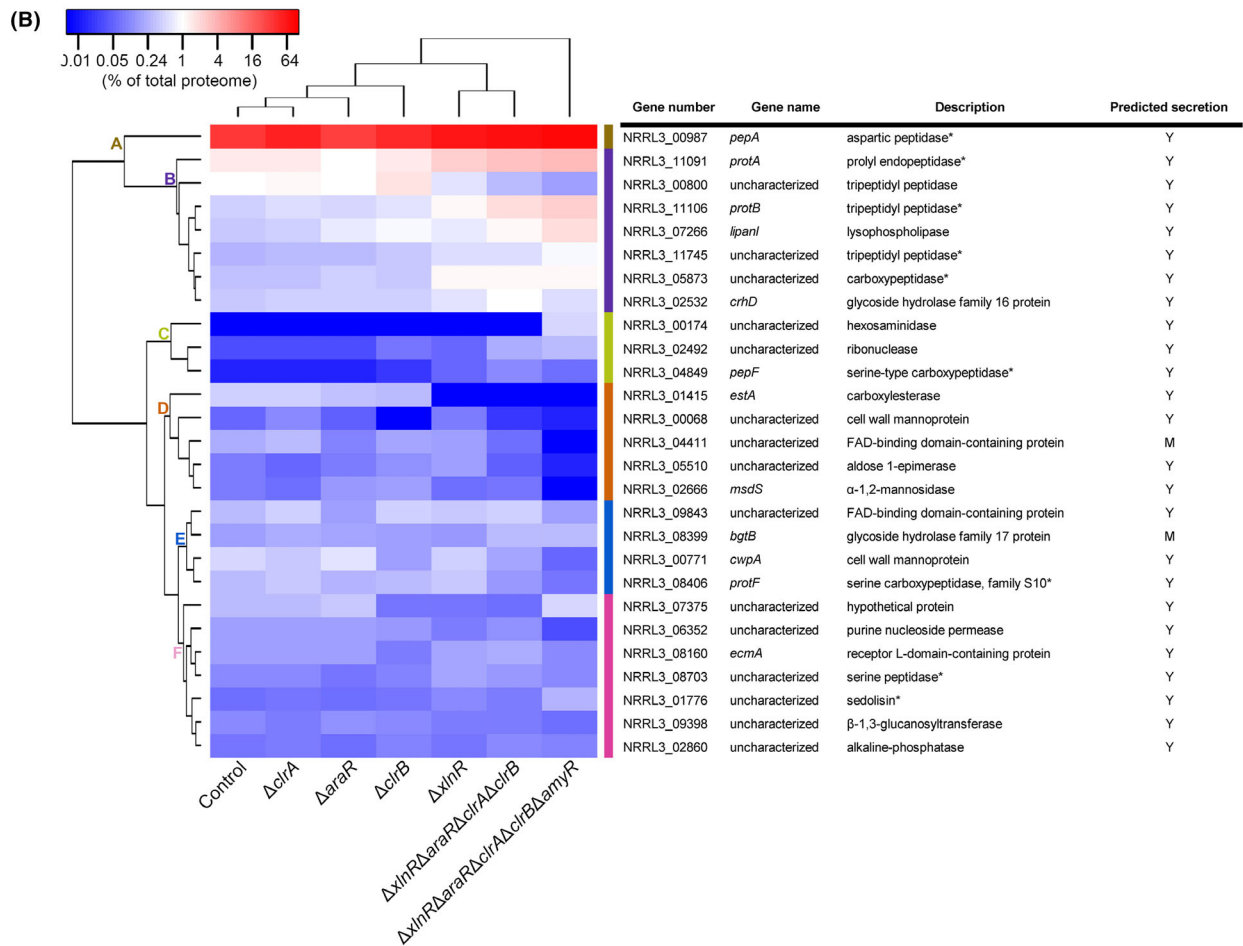 (B)
0.01 0.05 0.24 1 4 16 64
(% of total proteome)
Gene number Gene name Description Predicted secretion
A
B
C
D
E
F
NRRL3_00987 pepA aspartic peptidase* Y
NRRL3_11091 protA prolyl endopeptidase* Y
NRRL3_00800 uncharacterized tripeptidyl peptidase Y
NRRL3_11106 protB tripeptidyl peptidase* Y
NRRL3_07266 lipanl lysophospholipase Y
NRRL3_11745 uncharacterized tripeptidyl peptidase* Y
NRRL3_05873 uncharacterized carboxypeptidase* Y
NRRL3_02532 crhD glycoside hydrolase family 16 protein Y
NRRL3_00174 uncharacterized hexosaminidase Y
NRRL3_02492 uncharacterized ribonuclease Y
NRRL3_04849 pepF serine-type carboxypeptidase* Y
NRRL3_01415 estA carboxylesterase Y
NRRL3_00068 uncharacterized cell wall mannoprotein Y
NRRL3_04411 uncharacterized FAD-binding domain-containing protein M
NRRL3_05510 uncharacterized aldose 1-epimerase Y
NRRL3_02666 msdS α-1,2-mannosidase Y
NRRL3_09843 uncharacterized FAD-binding domain-containing protein Y
NRRL3_08399 bgtB glycoside hydrolase family 17 protein M
NRRL3_00771 cwpA cell wall mannoprotein Y
NRRL3_08406 protF serine carboxypeptidase, family S10* Y
NRRL3_07375 uncharacterized hypothetical protein Y
NRRL3_06352 uncharacterized purine nucleoside permease Y
NRRL3_08160 ecmA receptor L-domain-containing protein Y
NRRL3_08703 uncharacterized serine peptidase* Y
NRRL3_01776 uncharacterized sedolisin* Y
NRRL3_09398 uncharacterized β-1,3-glucanosyltransferase Y
NRRL3_02860 uncharacterized alkaline-phosphatase Y
Control
ΔclrA
ΔaraR
ΔclrB
ΔxlnR
ΔxlnRΔaraRΔclrAΔclrB
ΔxlnRΔaraRΔclrAΔclrBΔamyR